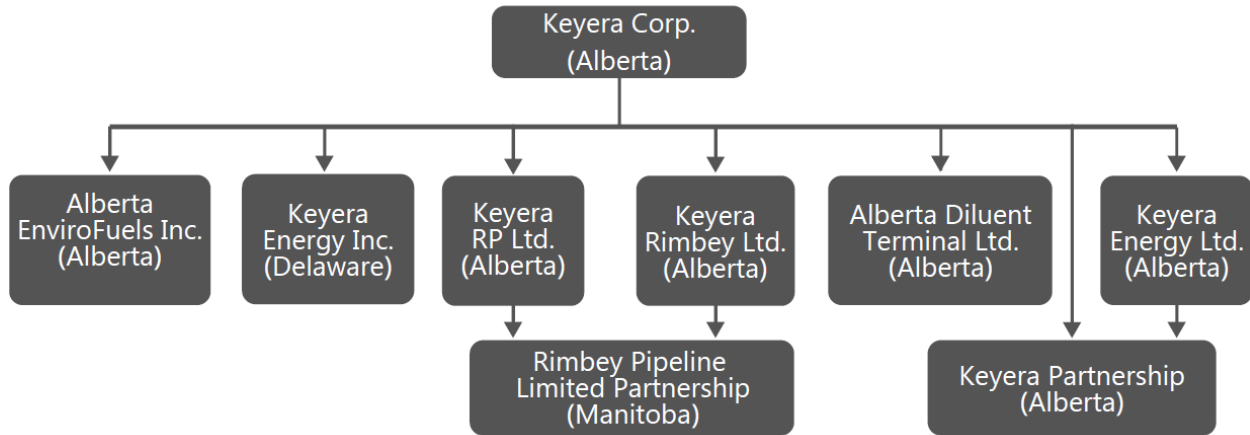 Keyera Corp.
(Alberta)
Alberta
EnviroFuels Inc.
(Alberta)
Keyera
Energy Inc.
(Delaware)
Keyera
RP Ltd.
(Alberta)
Keyera
Rimbey Ltd.
(Alberta)
Alberta Diluent
Terminal Ltd.
(Alberta)
Keyera
Energy Ltd.
(Alberta)
Rimbey Pipeline
Limited Partnership
(Manitoba)
Keyera Partnership
(Alberta)